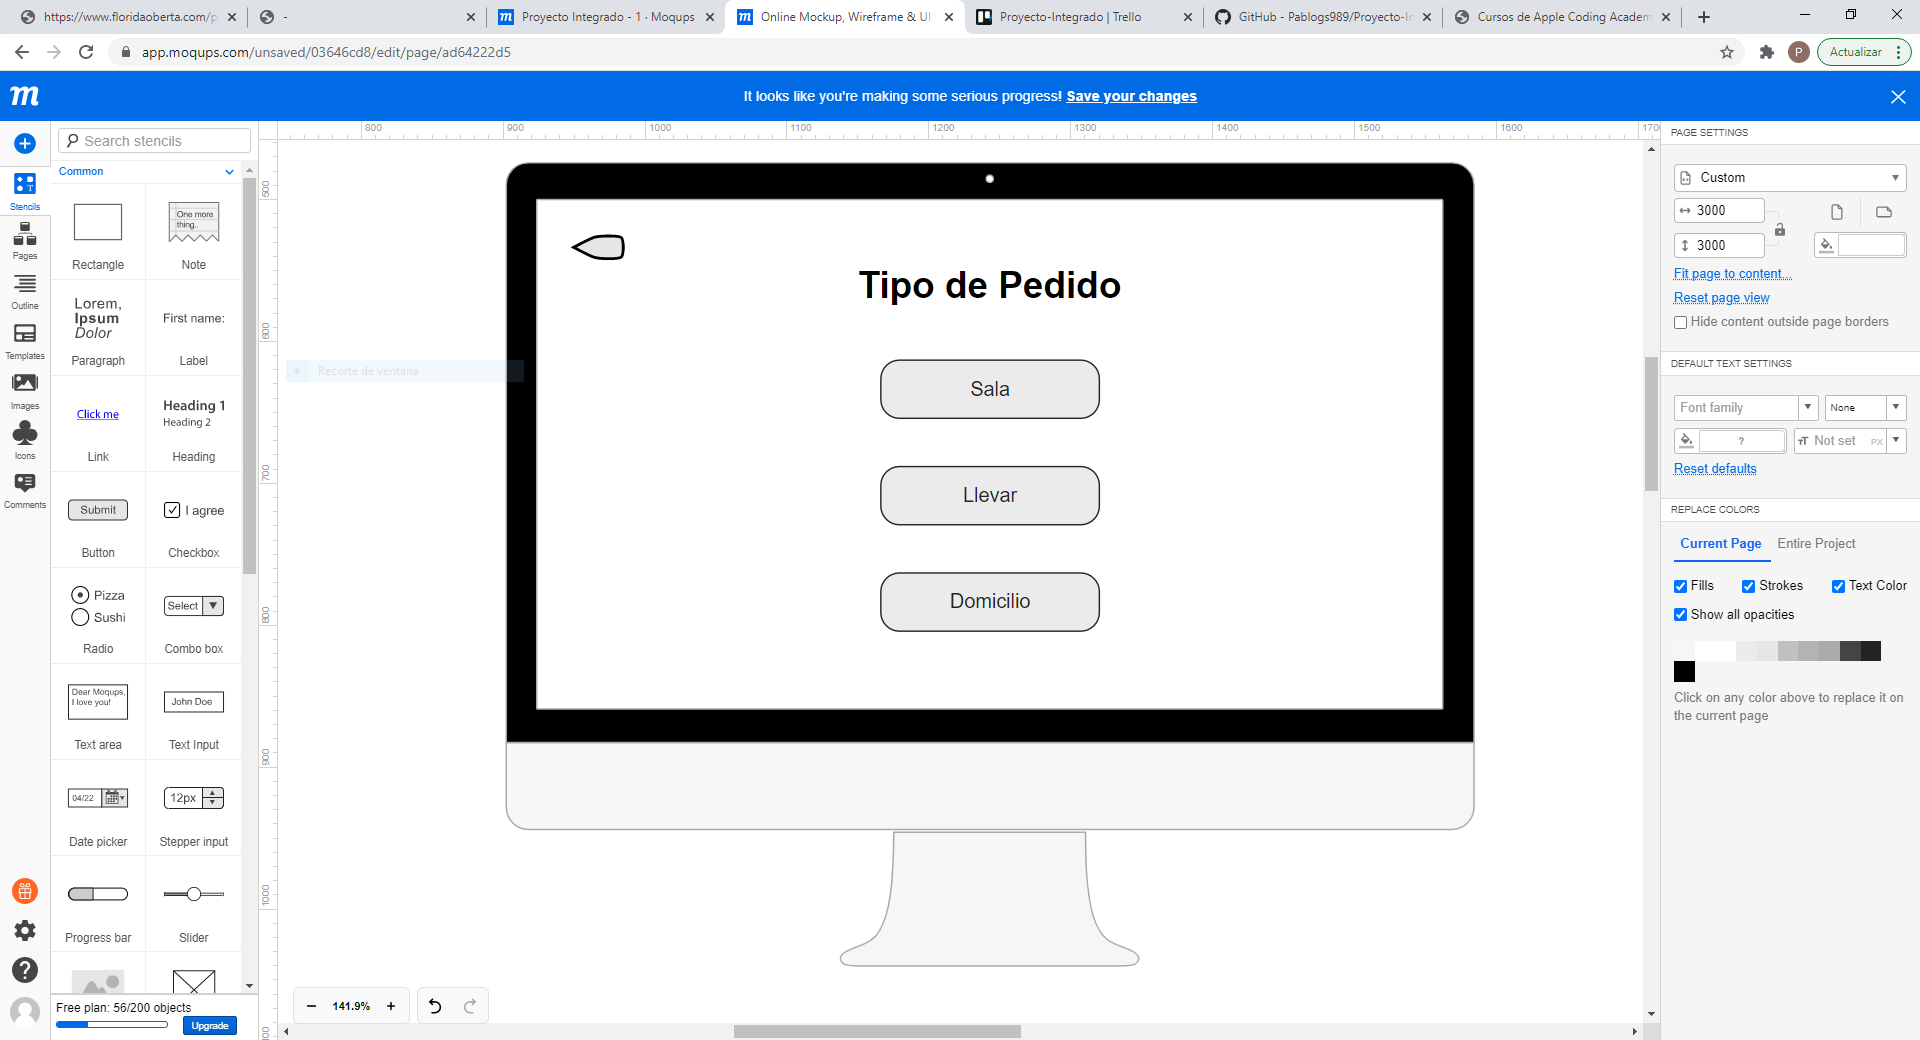 https://www.floridaoberta.com/p
-
Proyecto Integrado - 1 · Moqups
Online Mockup, Wireframe & UI
Proyecto-Integrado | Trello
GitHub - Pablogs989/Proyecto-In
Cursos de Apple Coding Academ
app.moqups.com/unsaved/03646cd8/edit/page/ad64222d5
P
Actualizar
m
It looks like you're making some serious progress! Save your changes
Search stencils
Common
Stencils
Pages
Outline
Templates
Images
Icons
Comments
One more
thing..
Rectangle
Note
Lorem,
Ipsum
Dolor
First name:
Paragraph
Label
Click me
Heading 1
Heading 2
Link
Heading
Submit
I agree
Button
Checkbox
Pizza
Sushi
Select
Radio
Combo box
Dear Moqups,
I love you!
John Doe
Text area
Text Input
04/22
12px
Date picker
Stepper input
Progress bar
Slider
Free plan: 56/200 objects
Upgrade
800
900
1000
1100
1200
1300
1400
1500
1600
1700
500
600
700
800
900
1000
Recorte de ventana
Tipo de Pedido
Sala
Llevar
Domicilio
141.9%
PAGE SETTINGS
Custom
3000
3000
Fit page to content...
Reset page view
Hide content outside page borders
DEFAULT TEXT SETTINGS
Font family
None
?
Not set
PX
Reset defaults
REPLACE COLORS
Current Page
Entire Project
Fills
Strokes
Text Color
Show all opacities
Click on any color above to replace it on
the current page